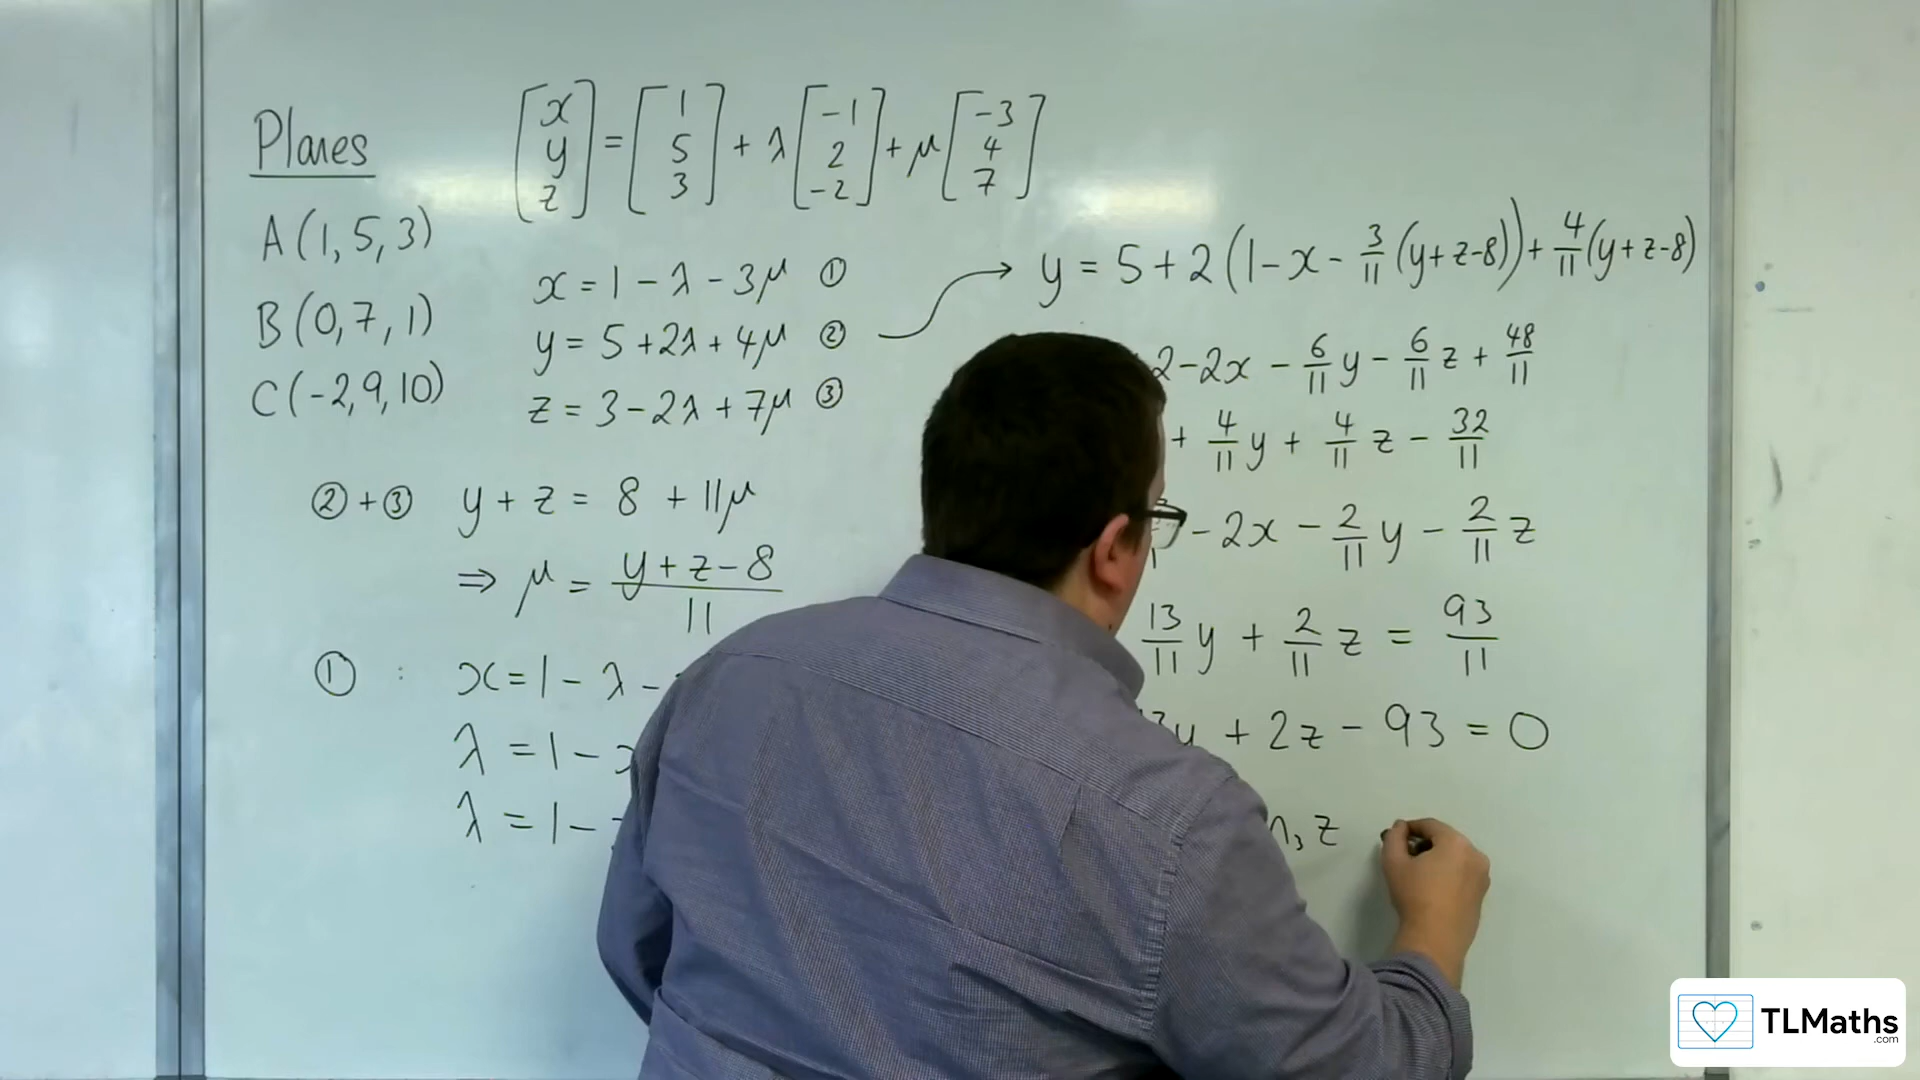 Planes
A(1, 5, 3)
B(0, 7, 1)
C(-2, 9, 10)
[x y z] = [1 5 3] + λ[-1 2 -2] + μ[-3 4 7]
x = 1 - λ - 3μ ①
y = 5 + 2λ + 4μ ②
z = 3 - 2λ + 7μ ③
② + ③ y + z = 8 + 11μ
⇒ μ = (y + z - 8)/11
① : x = 1 - λ -
λ = 1 - x
λ = 1 -
→ y = 5 + 2(1 - x - 3/11(y + z - 8)) + 4/11(y + z - 8)
2 - 2x - 6/11 y - 6/11 z + 48/11
+ 4/11 y + 4/11 z - 32/11
- 2x - 2/11 y - 2/11 z
13/11 y + 2/11 z = 93/11
y + 2z - 93 = 0
n₃z
TLMaths
.com